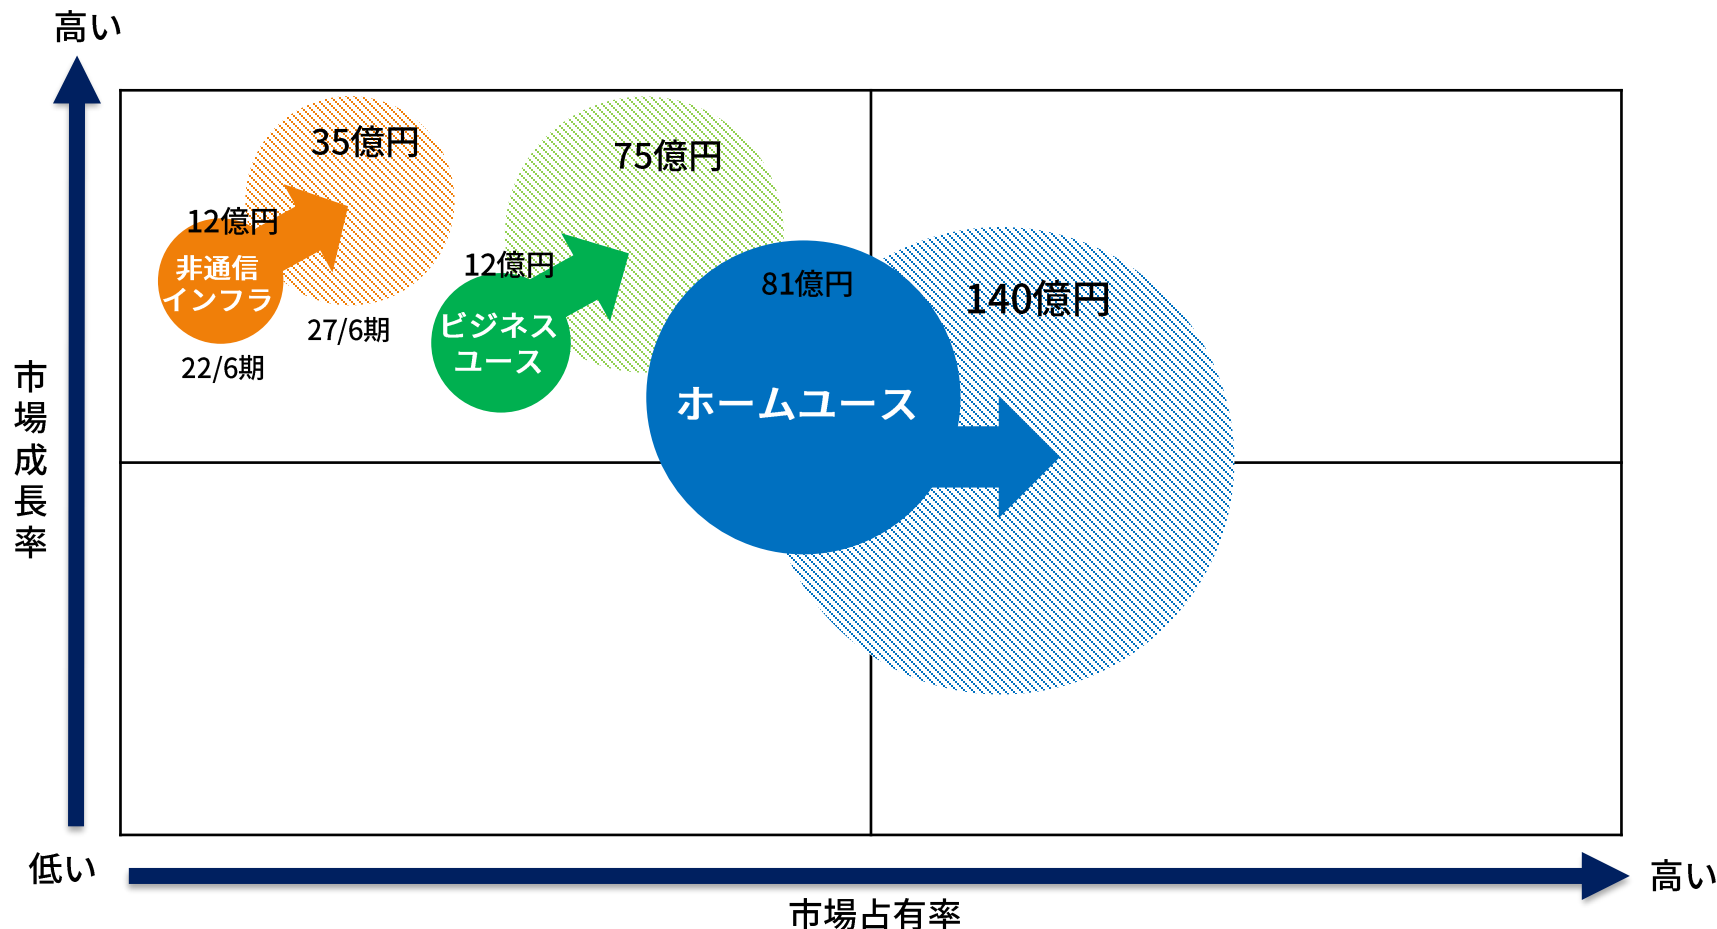 高い
35億円
75億円
12億円
非通信
インフラ
12億円
81億円
140億円
27/6期
ビジネス
ユース
22/6期
ホームユース
市場成長率
低い
高い
市場占有率